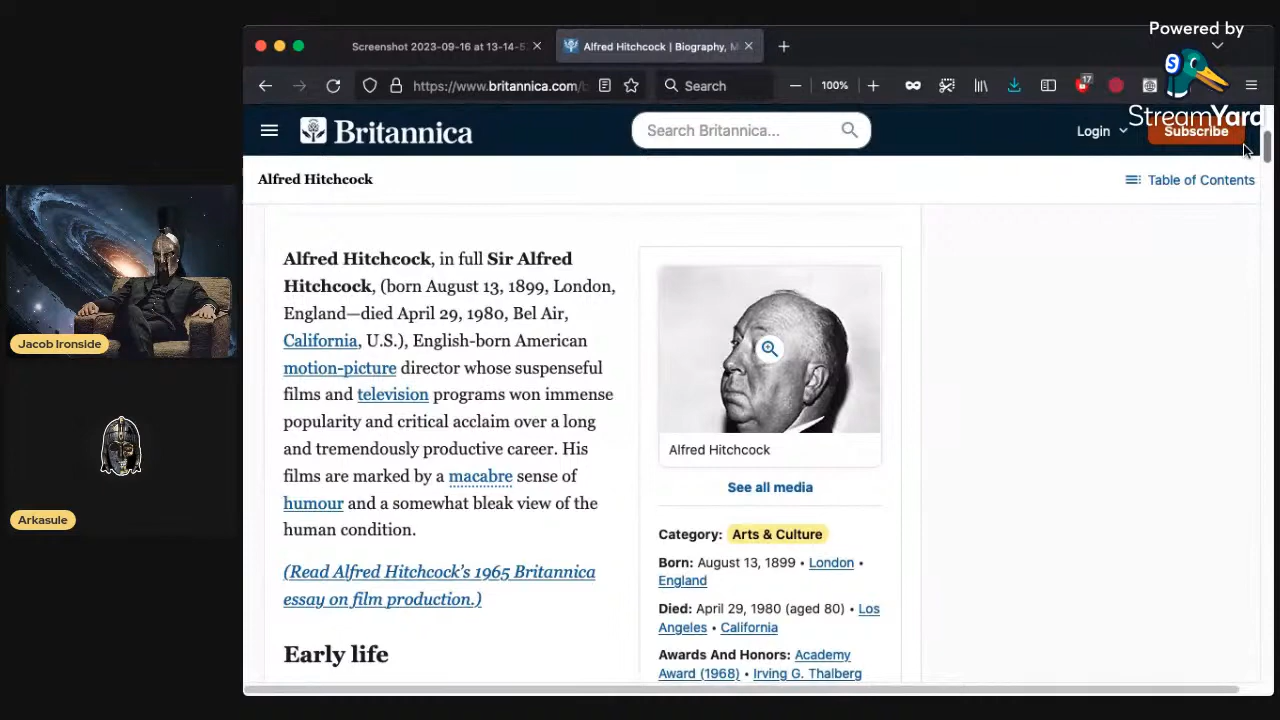 Powered by
StreamYard
Screenshot 2023-09-16 at 13-14-5
Alfred Hitchcock | Biography, M
https://www.britannica.com/b
Search
100%
17
Britannica
Search Britannica...
Login
Subscribe
Alfred Hitchcock
Table of Contents
Alfred Hitchcock, in full Sir Alfred
Hitchcock, (born August 13, 1899, London,
England—died April 29, 1980, Bel Air,
California, U.S.), English-born American
motion-picture director whose suspenseful
films and television programs won immense
popularity and critical acclaim over a long
and tremendously productive career. His
films are marked by a macabre sense of
humour and a somewhat bleak view of the
human condition.
(Read Alfred Hitchcock's 1965 Britannica
essay on film production.)
Early life
Alfred Hitchcock
See all media
Category: Arts & Culture
Born: August 13, 1899 • London •
England
Died: April 29, 1980 (aged 80) • Los
Angeles • California
Awards And Honors: Academy
Award (1968) • Irving G. Thalberg
Jacob Ironside
Arkasule